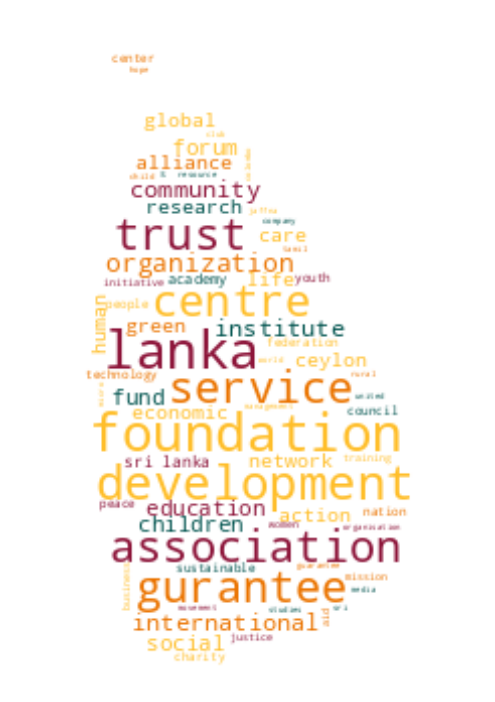 center
hope
global
club
forum
alliance
child & resource
community
research jaffna
company
trust care
tamil
organization
initiative academy life youth
people centre
human
green institute
lanka federation
world ceylon
technology service rural
fund united
economic management council
foundation
sri lanka network training
development
peace education action nation
children women organisation
association
sustainable guarantee
gurantee mission
business media
movement studies sri
international aid
social justice
charity